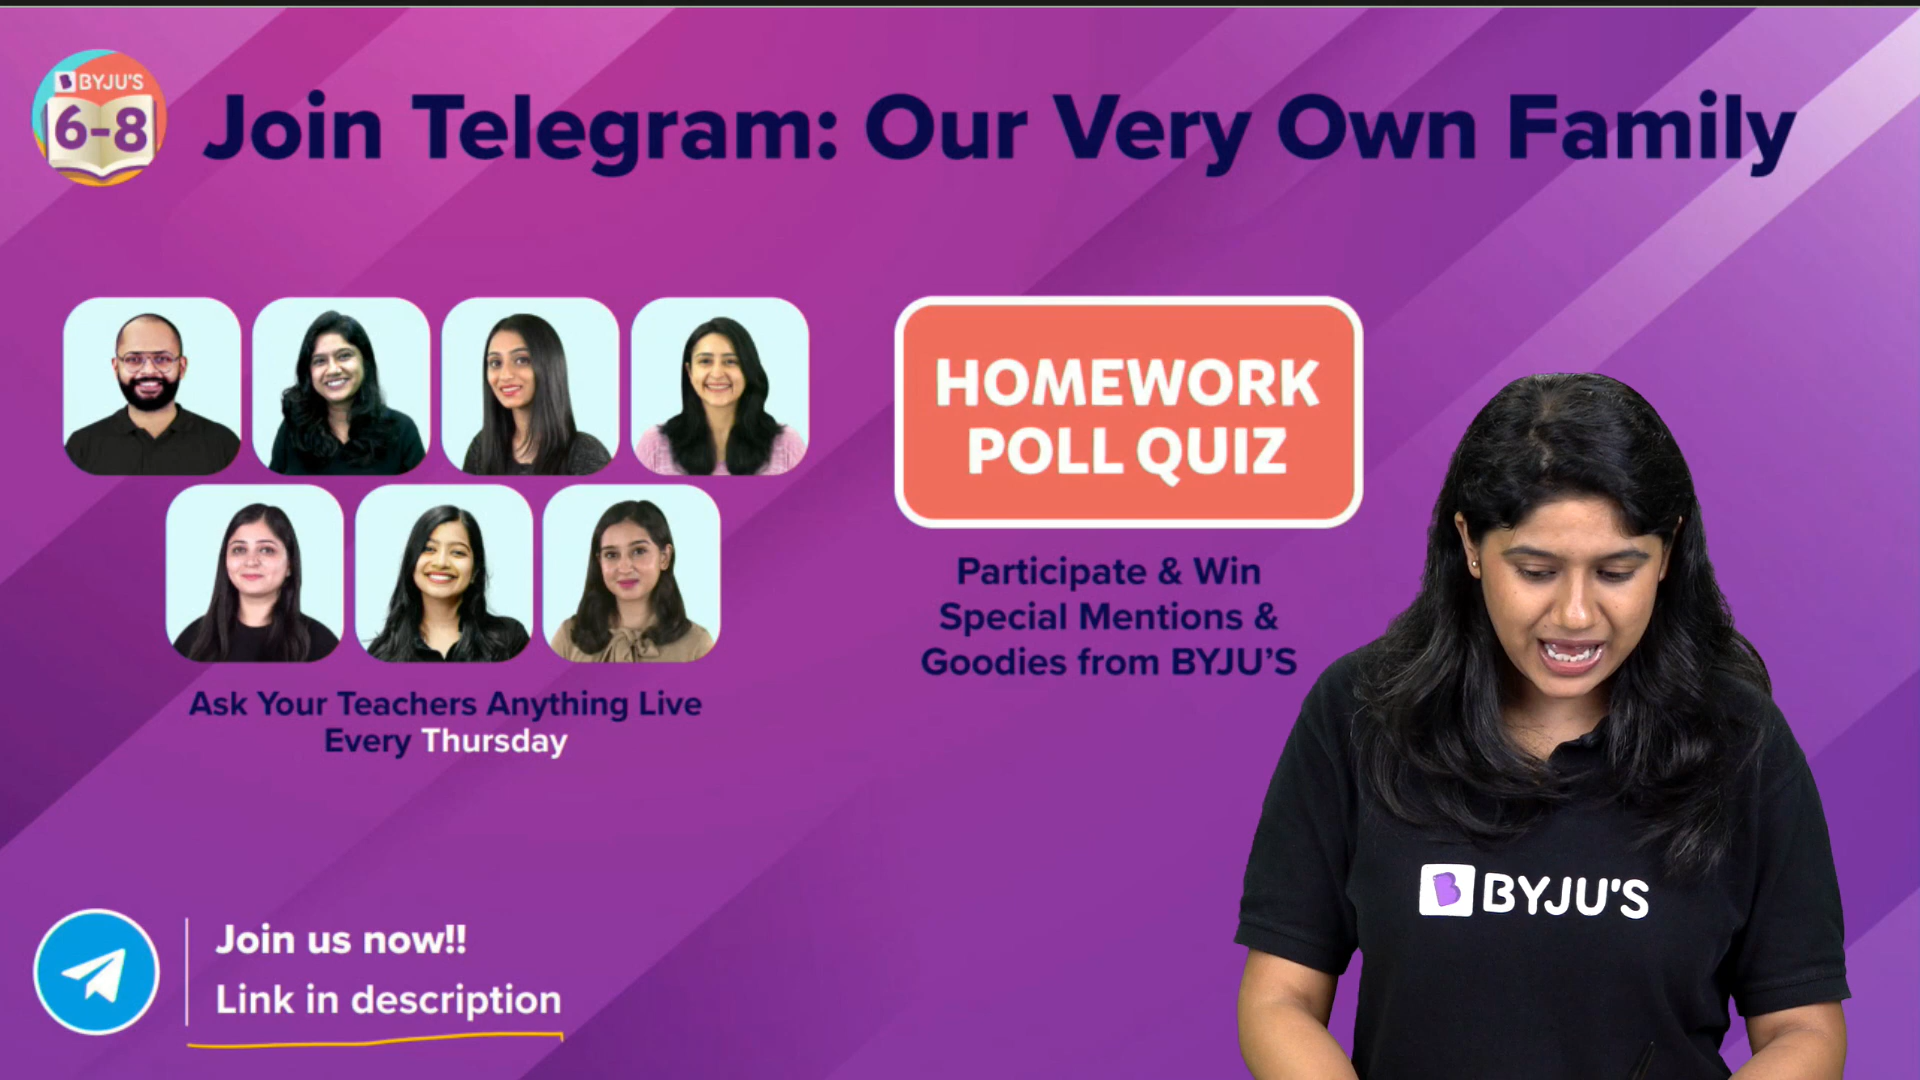 BYJU'S
6-8
Join Telegram: Our Very Own Family
HOMEWORK
POLL QUIZ
Participate & Win
Special Mentions &
Goodies from BYJU'S
Ask Your Teachers Anything Live
Every Thursday
BYJU'S
Join us now!!
Link in description